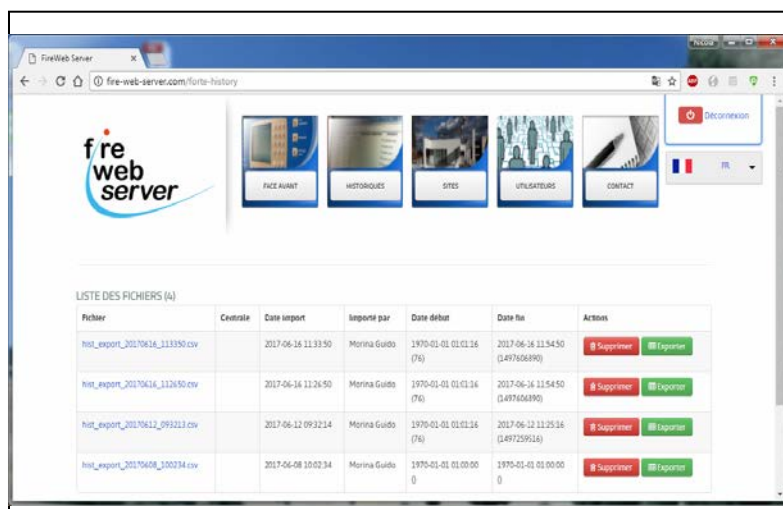 Nicola
FireWeb Server
fire-web-server.com/forte-history
ABP
Déconnexion
fire
web
server
FACE AVANT
HISTORIQUES
SITES
UTILISATEURS
CONTACT
FR
LISTE DES FICHIERS (4)
Fichier Centrale Date import Importé par Date début Date fin Actions
hist_export_20170616_113350.csv 2017-06-16 11:33:50 Morina Guido 1970-01-01 01:01:16 (76) 2017-06-16 11:54:50 (1497606890) Supprimer Exporter
hist_export_20170616_112650.csv 2017-06-16 11:26:50 Morina Guido 1970-01-01 01:01:16 (76) 2017-06-16 11:54:50 (1497606890) Supprimer Exporter
hist_export_20170612_093213.csv 2017-06-12 09:32:14 Morina Guido 1970-01-01 01:01:16 (76) 2017-06-12 11:25:16 (1497259516) Supprimer Exporter
hist_export_20170608_100234.csv 2017-06-08 10:02:34 Morina Guido 1970-01-01 01:00:00 () 1970-01-01 01:00:00 () Supprimer Exporter